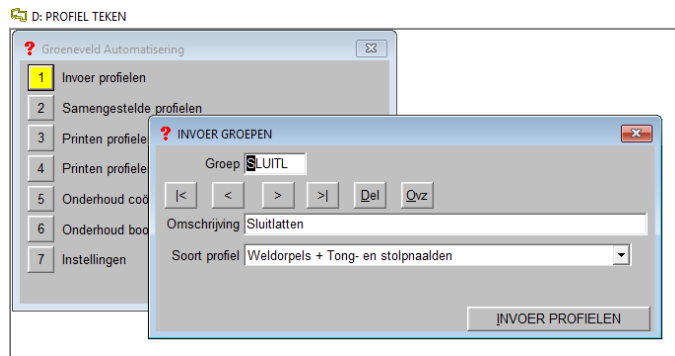 D: PROFIEL TEKEN
Groeneveld Automatisering
1 Invoer profielen
2 Samengestelde profielen
3 Printen profiele
4 Printen profiele
5 Onderhoud coö
6 Onderhoud boo
7 Instellingen
? INVOER GROEPEN
Groep SLUITL
|< < > >| Del Ovz
Omschrijving Sluitlatten
Soort profiel Weldorpels + Tong- en stolpnaalden
INVOER PROFIELEN